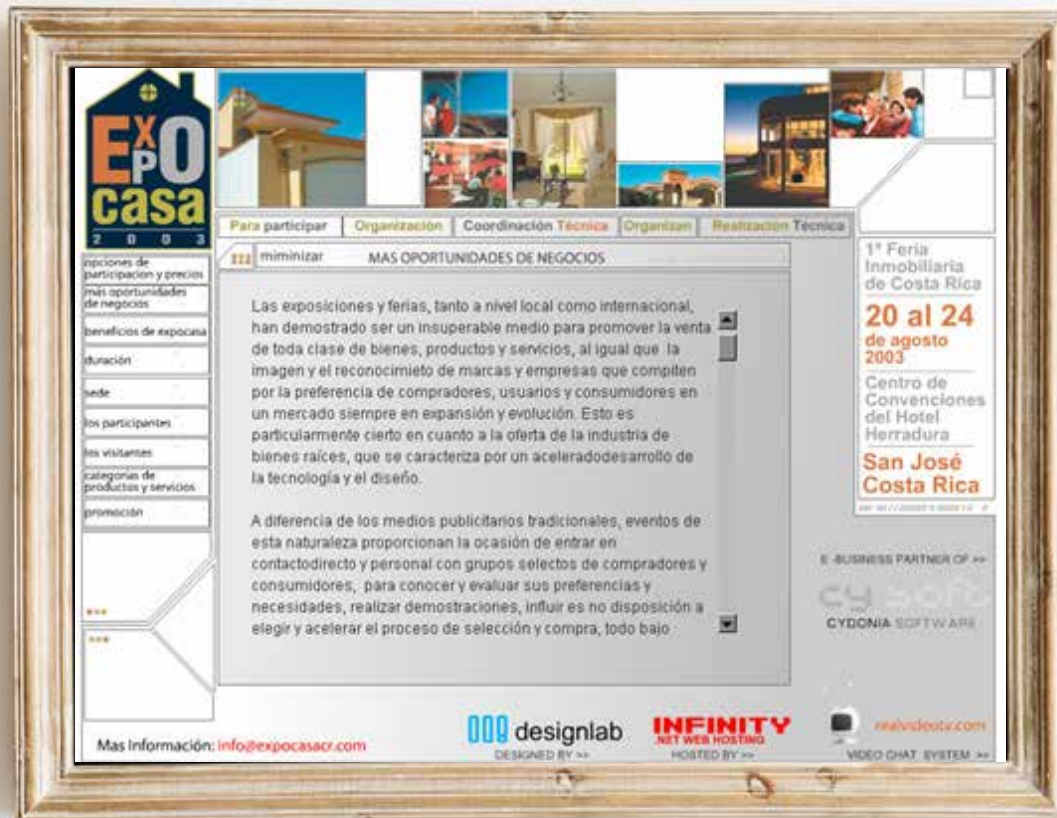 EXPO
casa
2003
Para participar
Organización
Coordinación Técnica
Organizan
Realización Técnica
opciones de
participacion y precios
más oportunidades
de negocios
beneficios de expocasa
duración
sede
los participantes
los visitantes
categorias de
productos y servicios
promoción
miminizar
MAS OPORTUNIDADES DE NEGOCIOS
Las exposiciones y ferias, tanto a nivel local como internacional,
han demostrado ser un insuperable medio para promover la venta
de toda clase de bienes, productos y servicios, al igual que la
imagen y el reconocimieto de marcas y empresas que compiten
por la preferencia de compradores, usuarios y consumidores en
un mercado siempre en expansión y evolución. Esto es
particularmente cierto en cuanto a la oferta de la industria de
bienes raíces, que se caracteriza por un aceleradodesarrollo de
la tecnología y el diseño.
A diferencia de los medios publicitarios tradicionales, eventos de
esta naturaleza proporcionan la ocasión de entrar en
contactodirecto y personal con grupos selectos de compradores y
consumidores, para conocer y evaluar sus preferencias y
necesidades, realizar demostraciones, influir es no disposición a
elegir y acelerar el proceso de selección y compra, todo bajo
1ª Feria
Inmobiliaria
de Costa Rica
20 al 24
de agosto
2003
Centro de
Convenciones
del Hotel
Herradura
San José
Costa Rica
E-BUSINESS PARTNER OF >>
cy soft
CYDONIA SOFTWARE
Mas Información: info@expocasacr.com
designlab
DESIGNED BY >>
INFINITY
.NET WEB HOSTING
HOSTED BY >>
realvideotv.com
VIDEO CHAT SYSTEM >>